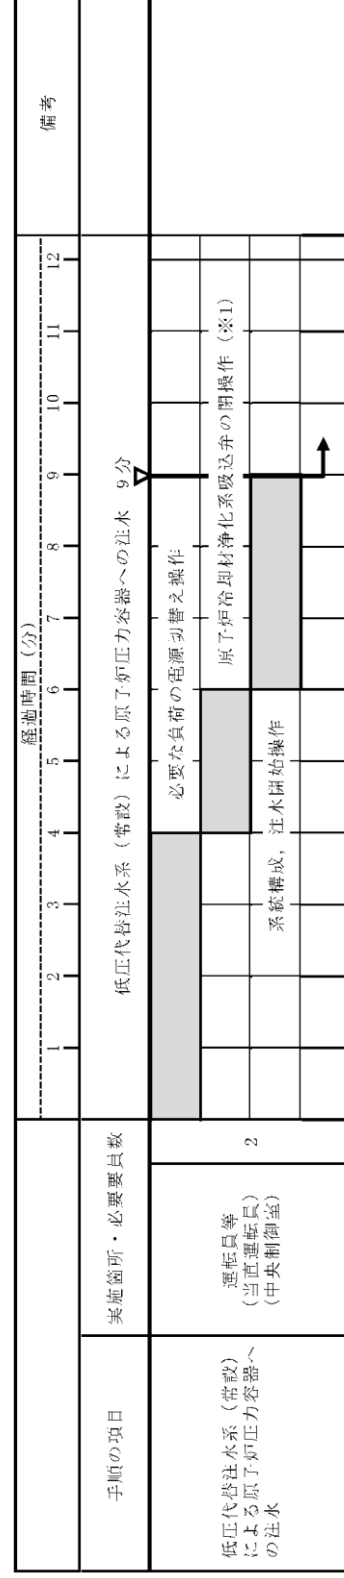 経過時間（分）
備考
1 2 3 4 5 6 7 8 9 10 11 12
手順の項目
実施箇所・必要要員数
低圧代替注水系（常設）による原子炉圧力容器への注水 9分
低圧代替注水系（常設）
による原子炉圧力容器へ
の注水
運転員等
（当直運転員）
（中央制御室）
2
必要な負荷の電源切替え操作
原子炉冷却材浄化系吸込弁の閉操作（※1）
系統構成，注水開始操作